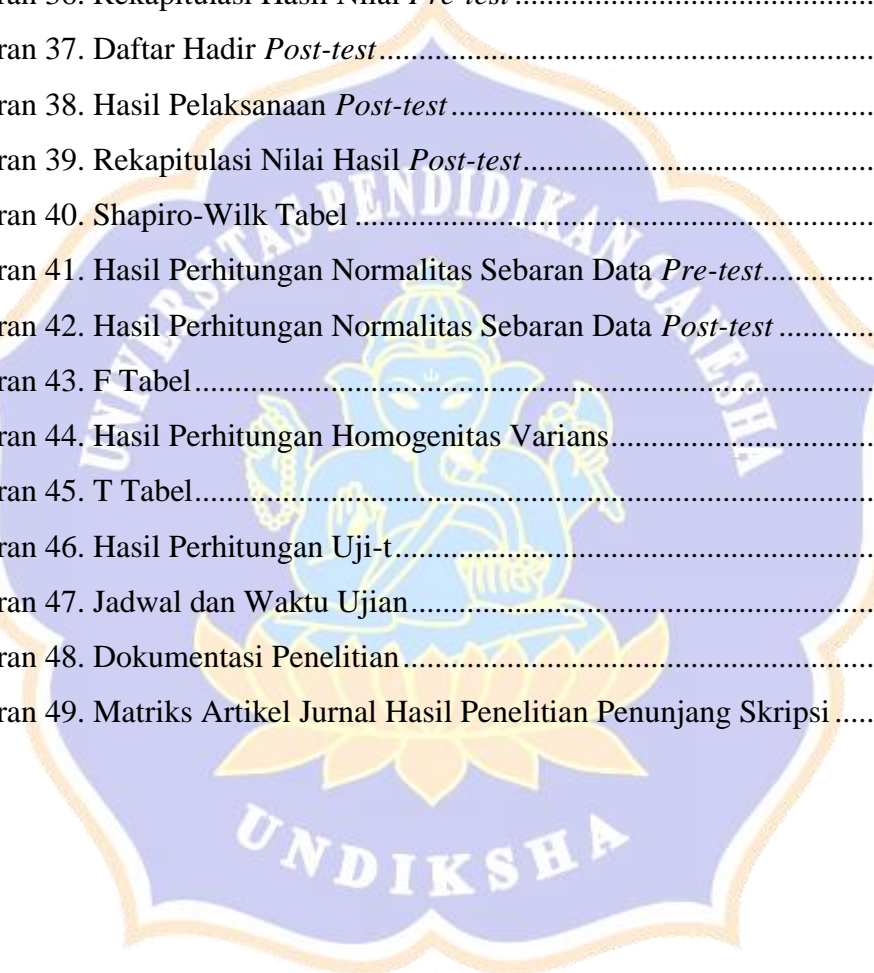 ran 36. Rekapitulasi Hasil Nilai Pre-test ........................................
ran 37. Daftar Hadir Post-test........................................................
ran 38. Hasil Pelaksanaan Post-test ................................................
ran 39. Rekapitulasi Nilai Hasil Post-test.......................................
ran 40. Shapiro-Wilk Tabel ...........................................................
ran 41. Hasil Perhitungan Normalitas Sebaran Data Pre-test...........
ran 42. Hasil Perhitungan Normalitas Sebaran Data Post-test .........
ran 43. F Tabel...............................................................................
ran 44. Hasil Perhitungan Homogenitas Varians.............................
ran 45. T Tabel...............................................................................
ran 46. Hasil Perhitungan Uji-t.......................................................
ran 47. Jadwal dan Waktu Ujian.....................................................
ran 48. Dokumentasi Penelitian......................................................
ran 49. Matriks Artikel Jurnal Hasil Penelitian Penunjang Skripsi .....
UNIVERSITAS PENDIDIKAN GANESHA
UNDIKSHA